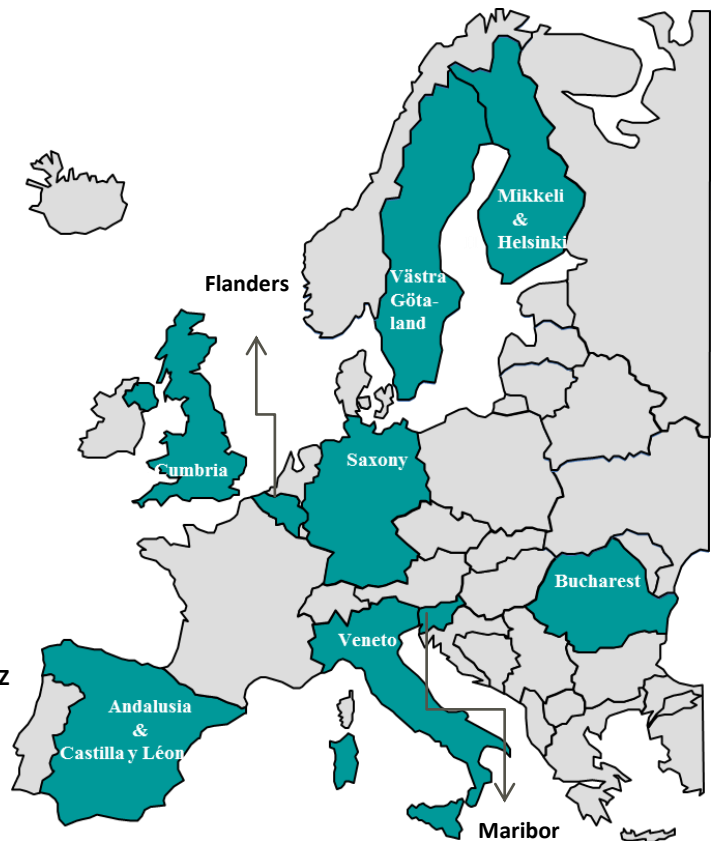 Mikkeli
&
Helsinki
Flanders
Västra
Göta-
land
Cumbria
Saxony
Bucharest
Veneto
z
Andalusia
&
Castilla y Léon
Maribor